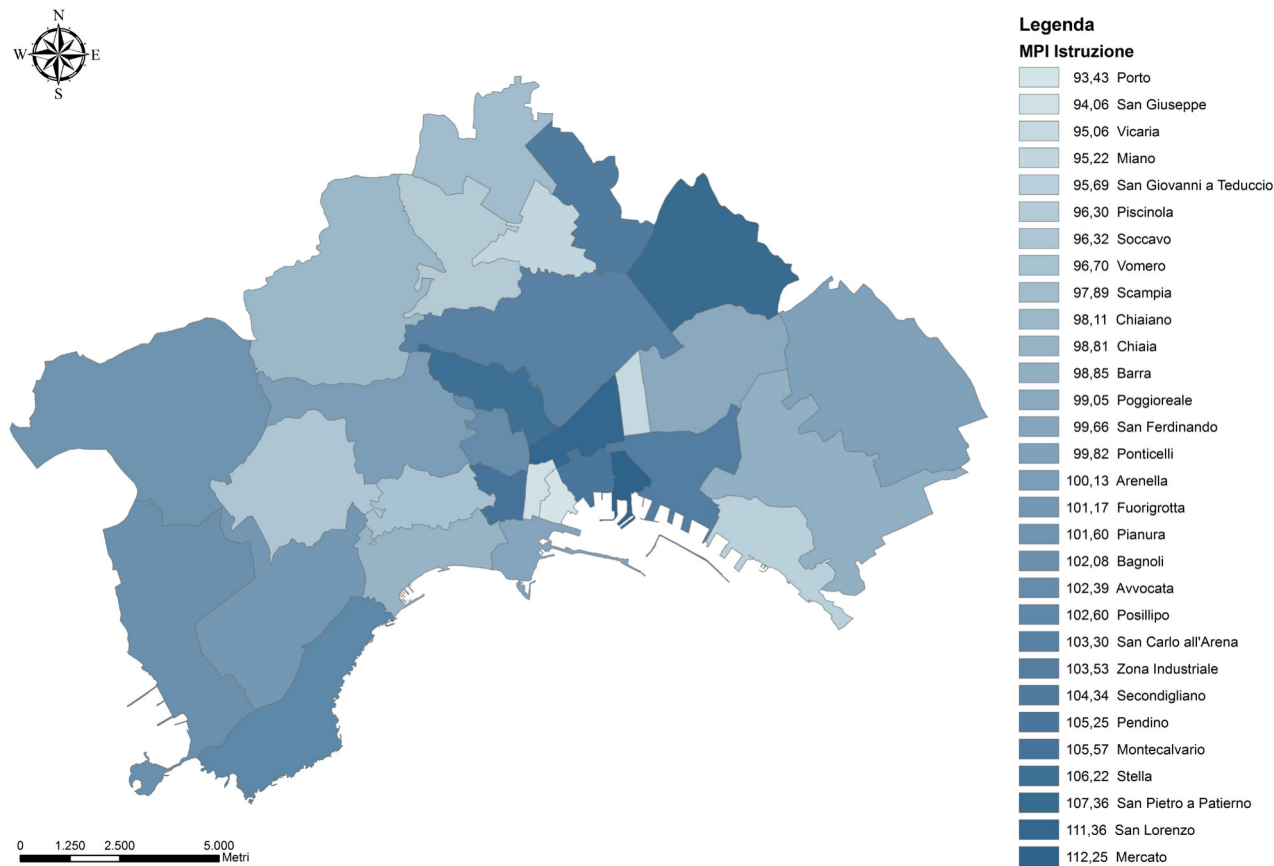 N
W E
S
Legenda
MPI Istruzione
93,43 Porto
94,06 San Giuseppe
95,06 Vicaria
95,22 Miano
95,69 San Giovanni a Teduccio
96,30 Piscinola
96,32 Soccavo
96,70 Vomero
97,89 Scampia
98,11 Chiaiano
98,81 Chiaia
98,85 Barra
99,05 Poggioreale
99,66 San Ferdinando
99,82 Ponticelli
100,13 Arenella
101,17 Fuorigrotta
101,60 Pianura
102,08 Bagnoli
102,39 Avvocata
102,60 Posillipo
103,30 San Carlo all'Arena
103,53 Zona Industriale
104,34 Secondigliano
105,25 Pendino
105,57 Montecalvario
106,22 Stella
107,36 San Pietro a Patierno
111,36 San Lorenzo
112,25 Mercato
0 1.250 2.500 5.000
Metri